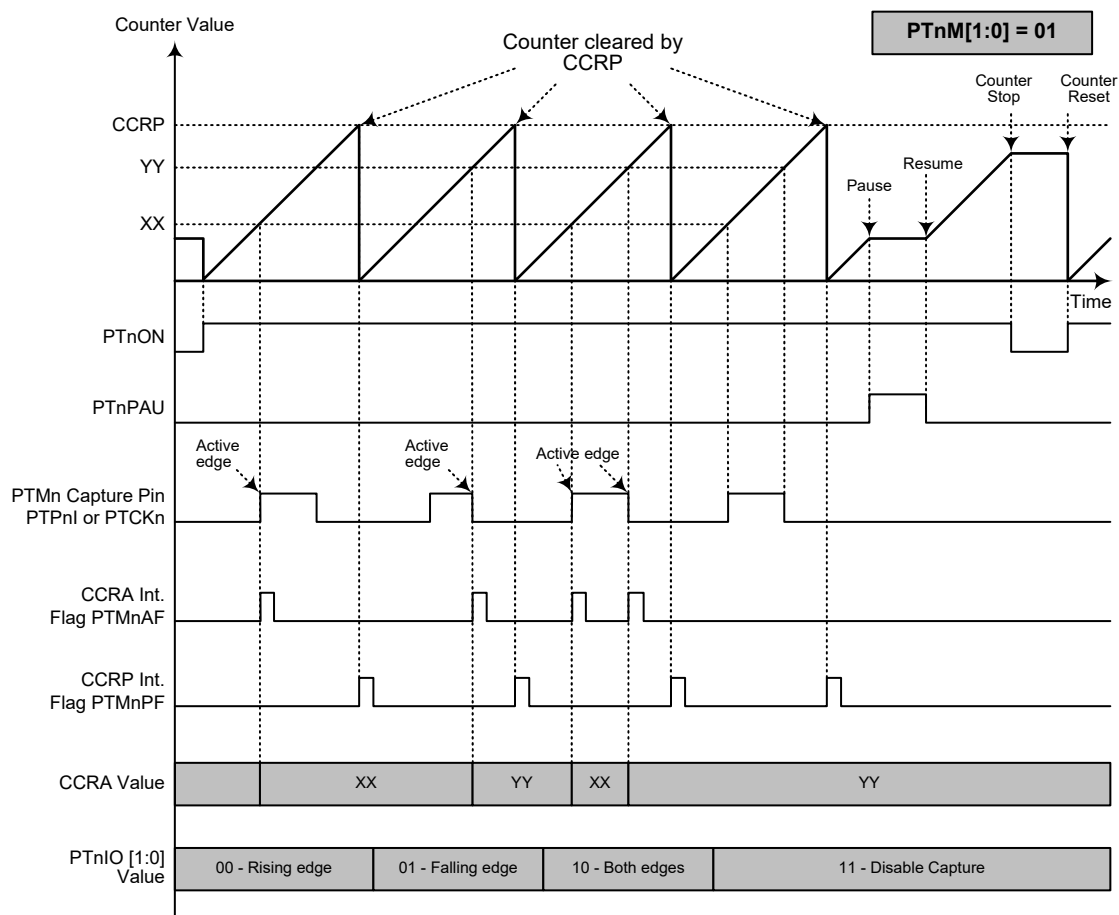 Counter Value
PTnM[1:0] = 01
Counter cleared by
CCRP
Counter
Stop
Counter
Reset
CCRP
YY
XX
Pause
Resume
Time
PTnON
PTnPAU
Active
edge
Active
edge
Active edge
PTMn Capture Pin
PTPnI or PTCKn
CCRA Int.
Flag PTMnAF
CCRP Int.
Flag PTMnPF
CCRA Value
XX
YY
XX
YY
PTnIO [1:0]
Value
00 - Rising edge
01 - Falling edge
10 - Both edges
11 - Disable Capture